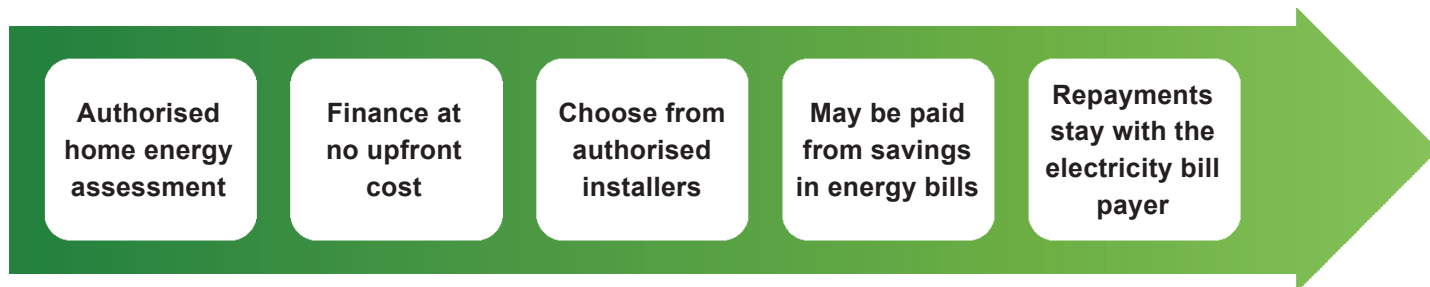 Authorised
home energy
assessment
Finance at
no upfront
cost
Choose from
authorised
installers
May be paid
from savings
in energy bills
Repayments
stay with the
electricity bill
payer